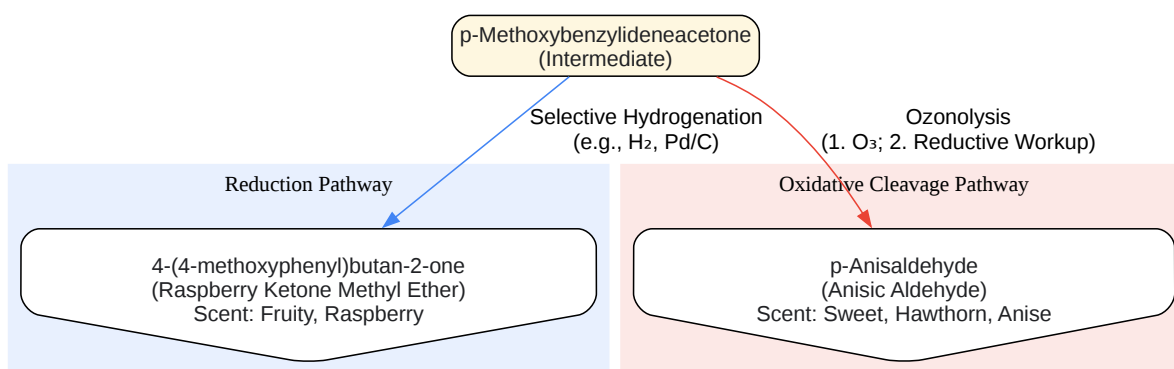 p-Methoxybenzylideneacetone
(Intermediate)
Selective Hydrogenation
(e.g., H₂, Pd/C)
Ozonolysis
(1. O₃; 2. Reductive Workup)
Reduction Pathway
Oxidative Cleavage Pathway
4-(4-methoxyphenyl)butan-2-one
(Raspberry Ketone Methyl Ether)
Scent: Fruity, Raspberry
p-Anisaldehyde
(Anisic Aldehyde)
Scent: Sweet, Hawthorn, Anise